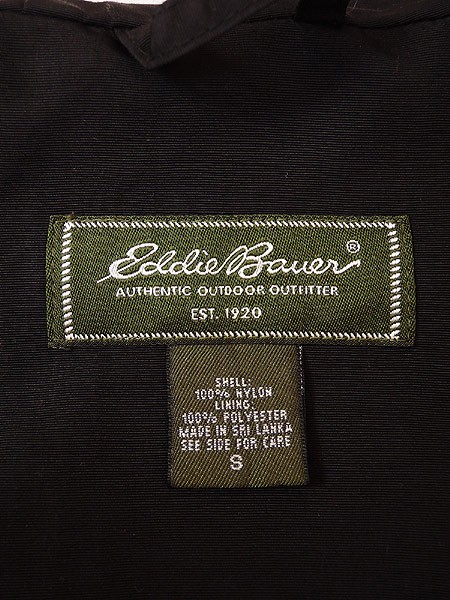 Eddie Bauer®
AUTHENTIC OUTDOOR OUTFITTER
EST. 1920
SHELL:
100% NYLON
LINING:
100% POLYESTER
MADE IN SRI LANKA
SEE SIDE FOR CARE
S